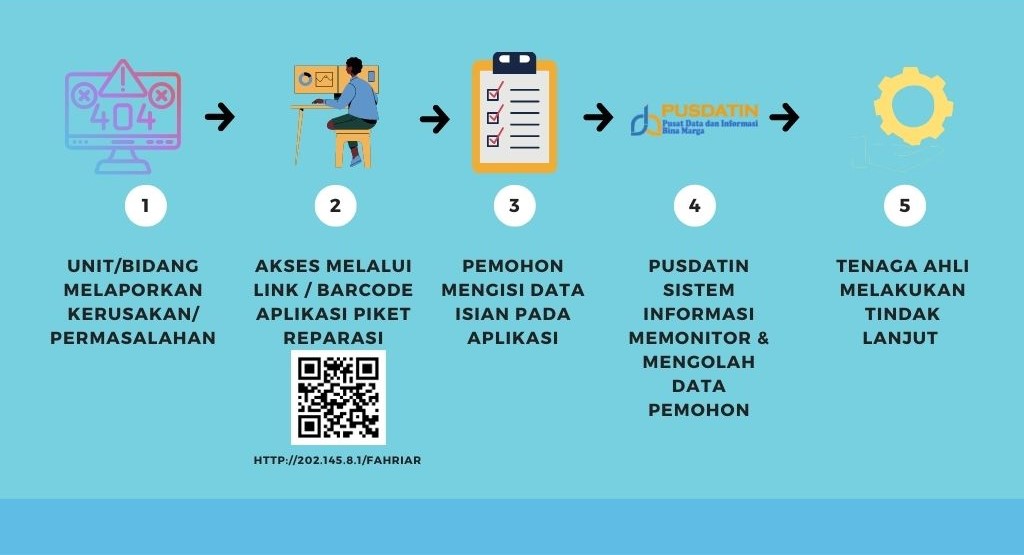 404
PUSDATIN
Pusat Data dan Informasi
Bina Marga
1
2
3
4
5
UNIT/BIDANG
MELAPORKAN
KERUSAKAN/
PERMASALAHAN
AKSES MELALUI
LINK / BARCODE
APLIKASI PIKET
REPARASI
HTTP://202.145.8.1/FAHRIAR
PEMOHON
MENGISI DATA
ISIAN PADA
APLIKASI
PUSDATIN
SISTEM
INFORMASI
MEMONITOR &
MENGOLAH
DATA
PEMOHON
TENAGA AHLI
MELAKUKAN
TINDAK
LANJUT